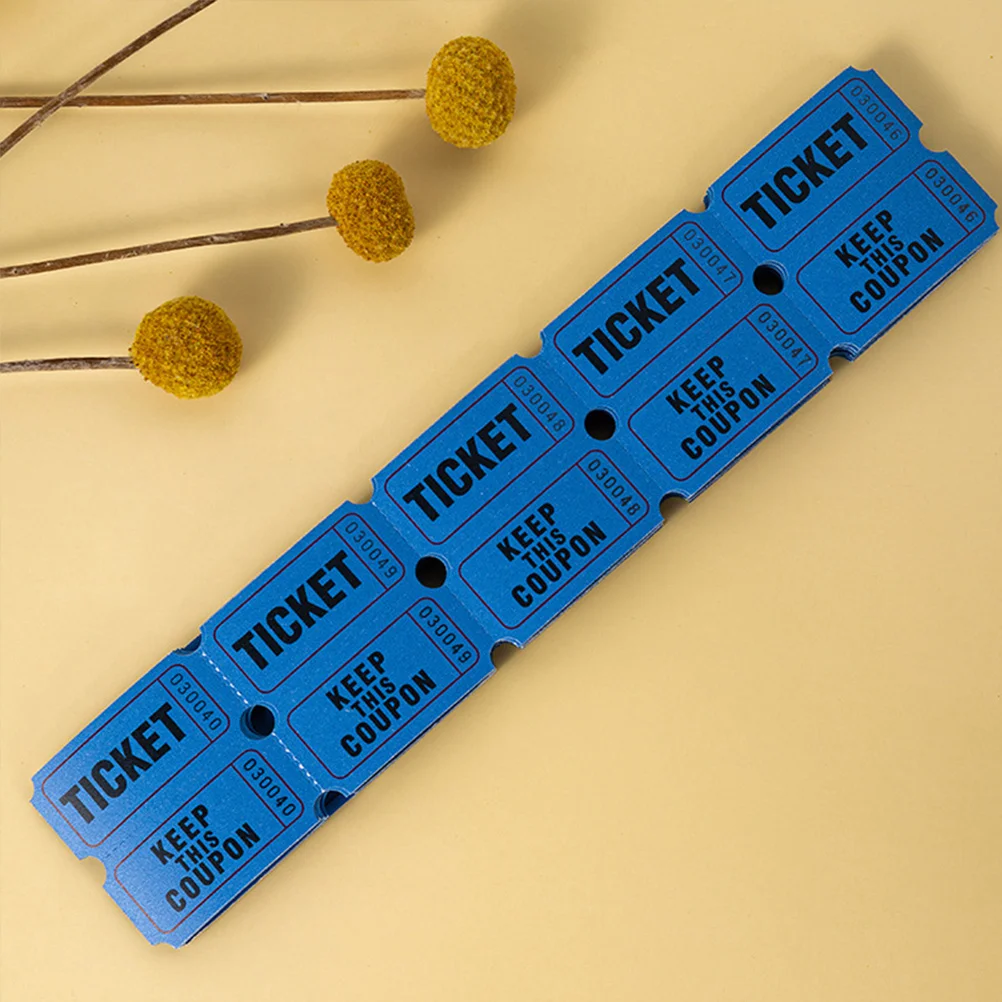 030046
TICKET
030046
KEEP
THIS
COUPON
030047
TICKET
030047
KEEP
THIS
COUPON
030048
TICKET
030048
KEEP
THIS
COUPON
030049
TICKET
030049
KEEP
THIS
COUPON
030040
TICKET
030040
KEEP
THIS
COUPON